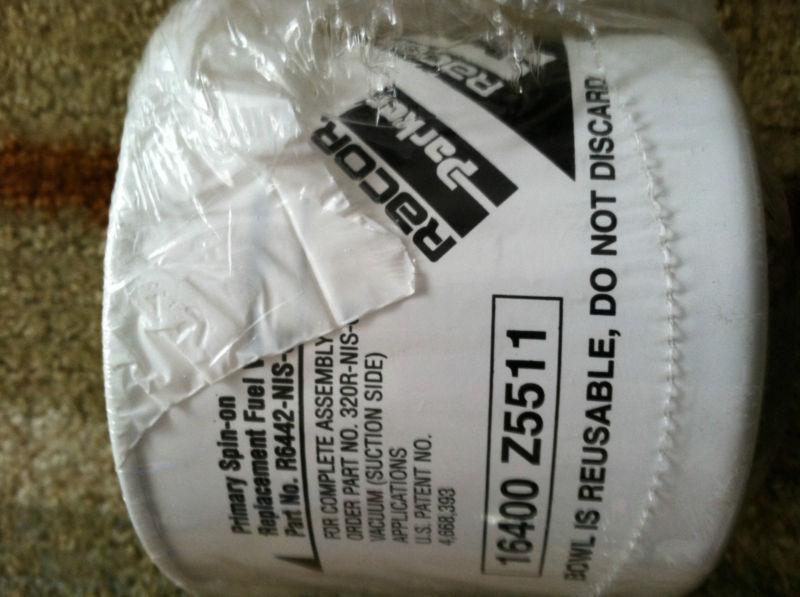 RACOR
Parker
Racor
Primary Spin-on
Replacement Fuel
Part No. R6442-NIS-
FOR COMPLETE ASSEMBLY
ORDER PART NO. 320R-NIS-
VACUUM (SUCTION SIDE)
APPLICATIONS
U.S. PATENT NO.
4,668,393
16400 Z5511
BOWL IS REUSABLE, DO NOT DISCARD